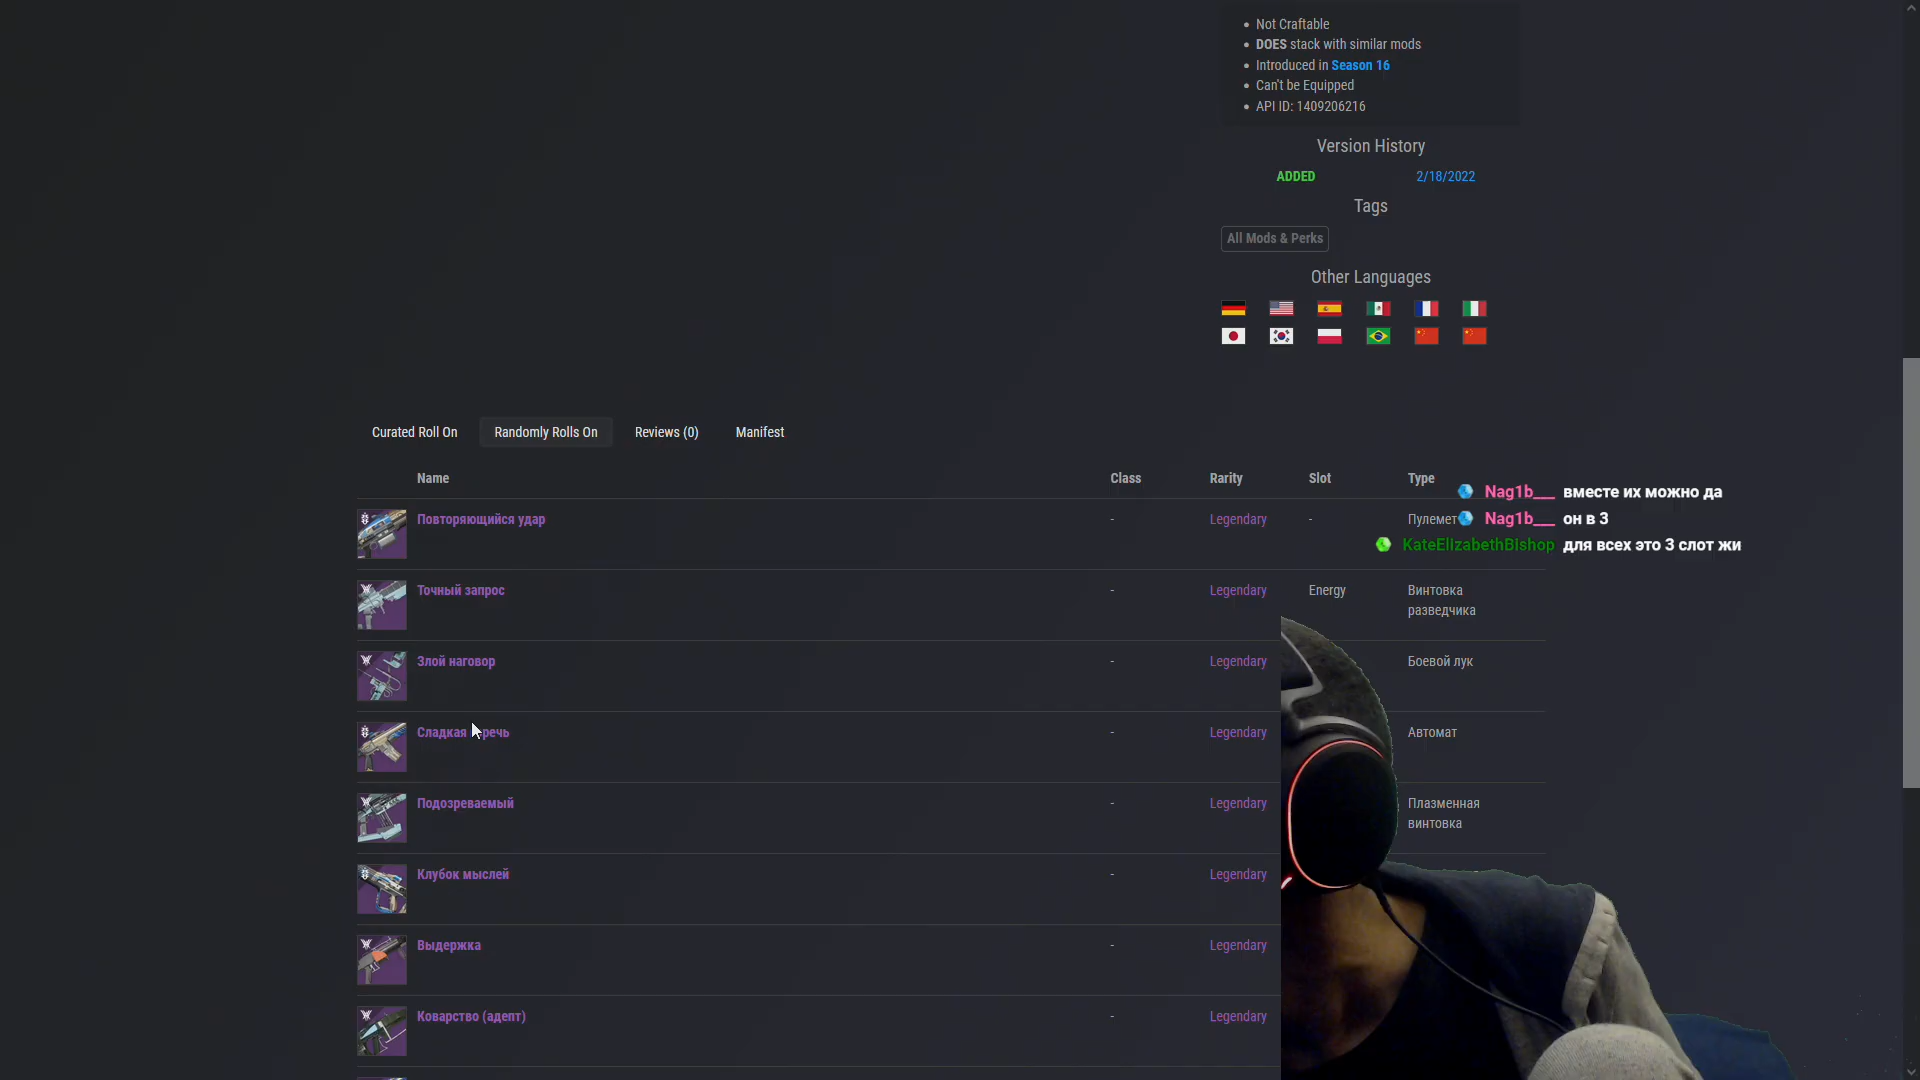 Not Craftable
DOES stack with similar mods
Introduced in Season 16
Can't be Equipped
API ID: 1409206216
Version History
ADDED 2/18/2022
Tags
All Mods & Perks
Other Languages
Curated Roll On Randomly Rolls On Reviews (0) Manifest
Name Class Rarity Slot Type
Nag1b___ вместе их можно да
Повторяющийся удар - Legendary - Пулемет
Nag1b___ он в 3
KateElizabethBishop для всех это 3 слот жи
Точный запрос - Legendary Energy Винтовка
разведчика
Злой наговор - Legendary Боевой лук
Сладкая речь - Legendary Автомат
Подозреваемый - Legendary Плазменная
винтовка
Клубок мыслей - Legendary
Выдержка - Legendary
Коварство (адепт) - Legendary